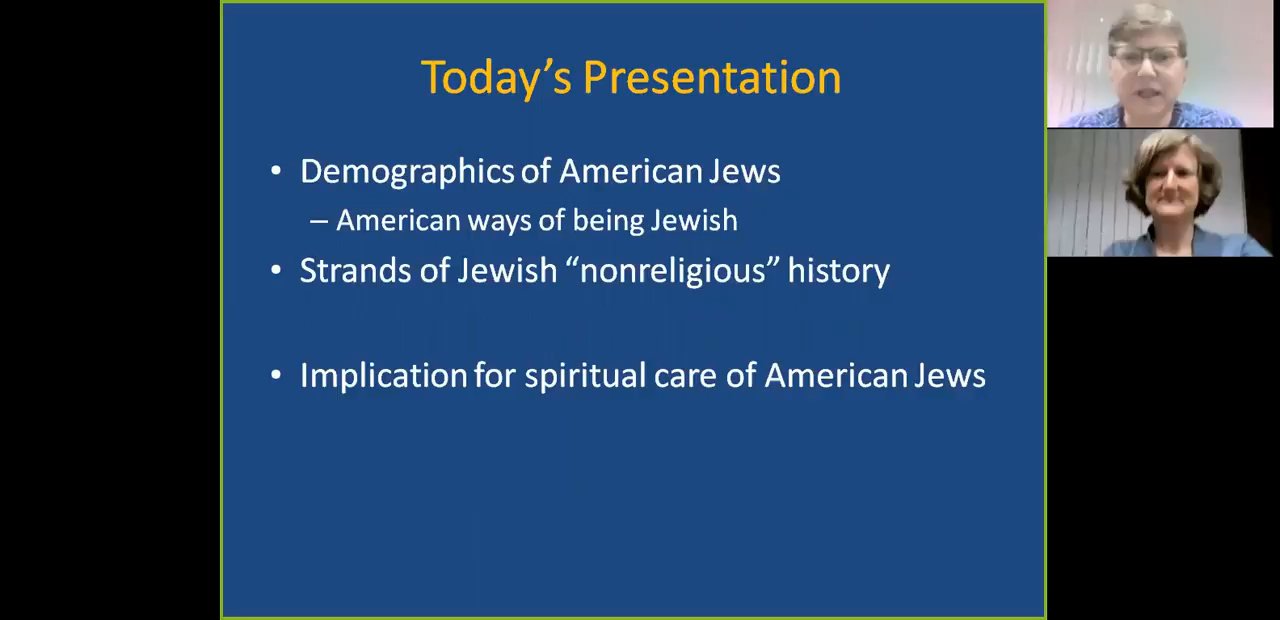 Today’s Presentation
• Demographics of American Jews
– American ways of being Jewish
• Strands of Jewish “nonreligious” history
• Implication for spiritual care of American Jews